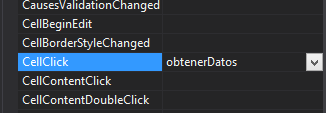 CausesValidationChanged
CellBeginEdit
CellBorderStyleChanged
CellClick obtenerDatos
CellContentClick
CellContentDoubleClick